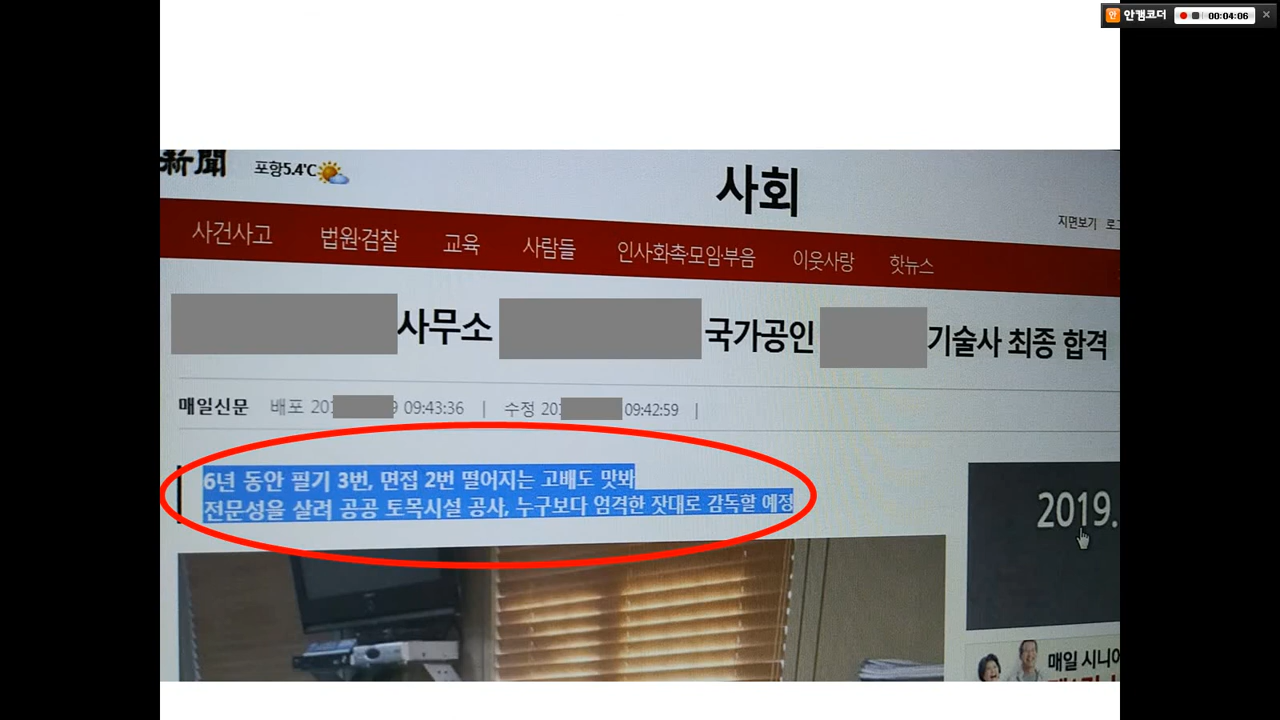 안캠코더 00:04:06
新聞 포항5.4℃
사회
지면보기
사건사고 법원·검찰 교육 사람들 인사·화촉·모임·부음 이웃사랑 핫뉴스
사무소 국가공인 기술사 최종 합격
매일신문 배포 20 09:43:36 | 수정 20 09:42:59 |
6년 동안 필기 3번, 면접 2번 떨어지는 고배도 맛봐
전문성을 살려 공공 토목시설 공사, 누구보다 엄격한 잣대로 감독할 예정
2019.
매일 시니어